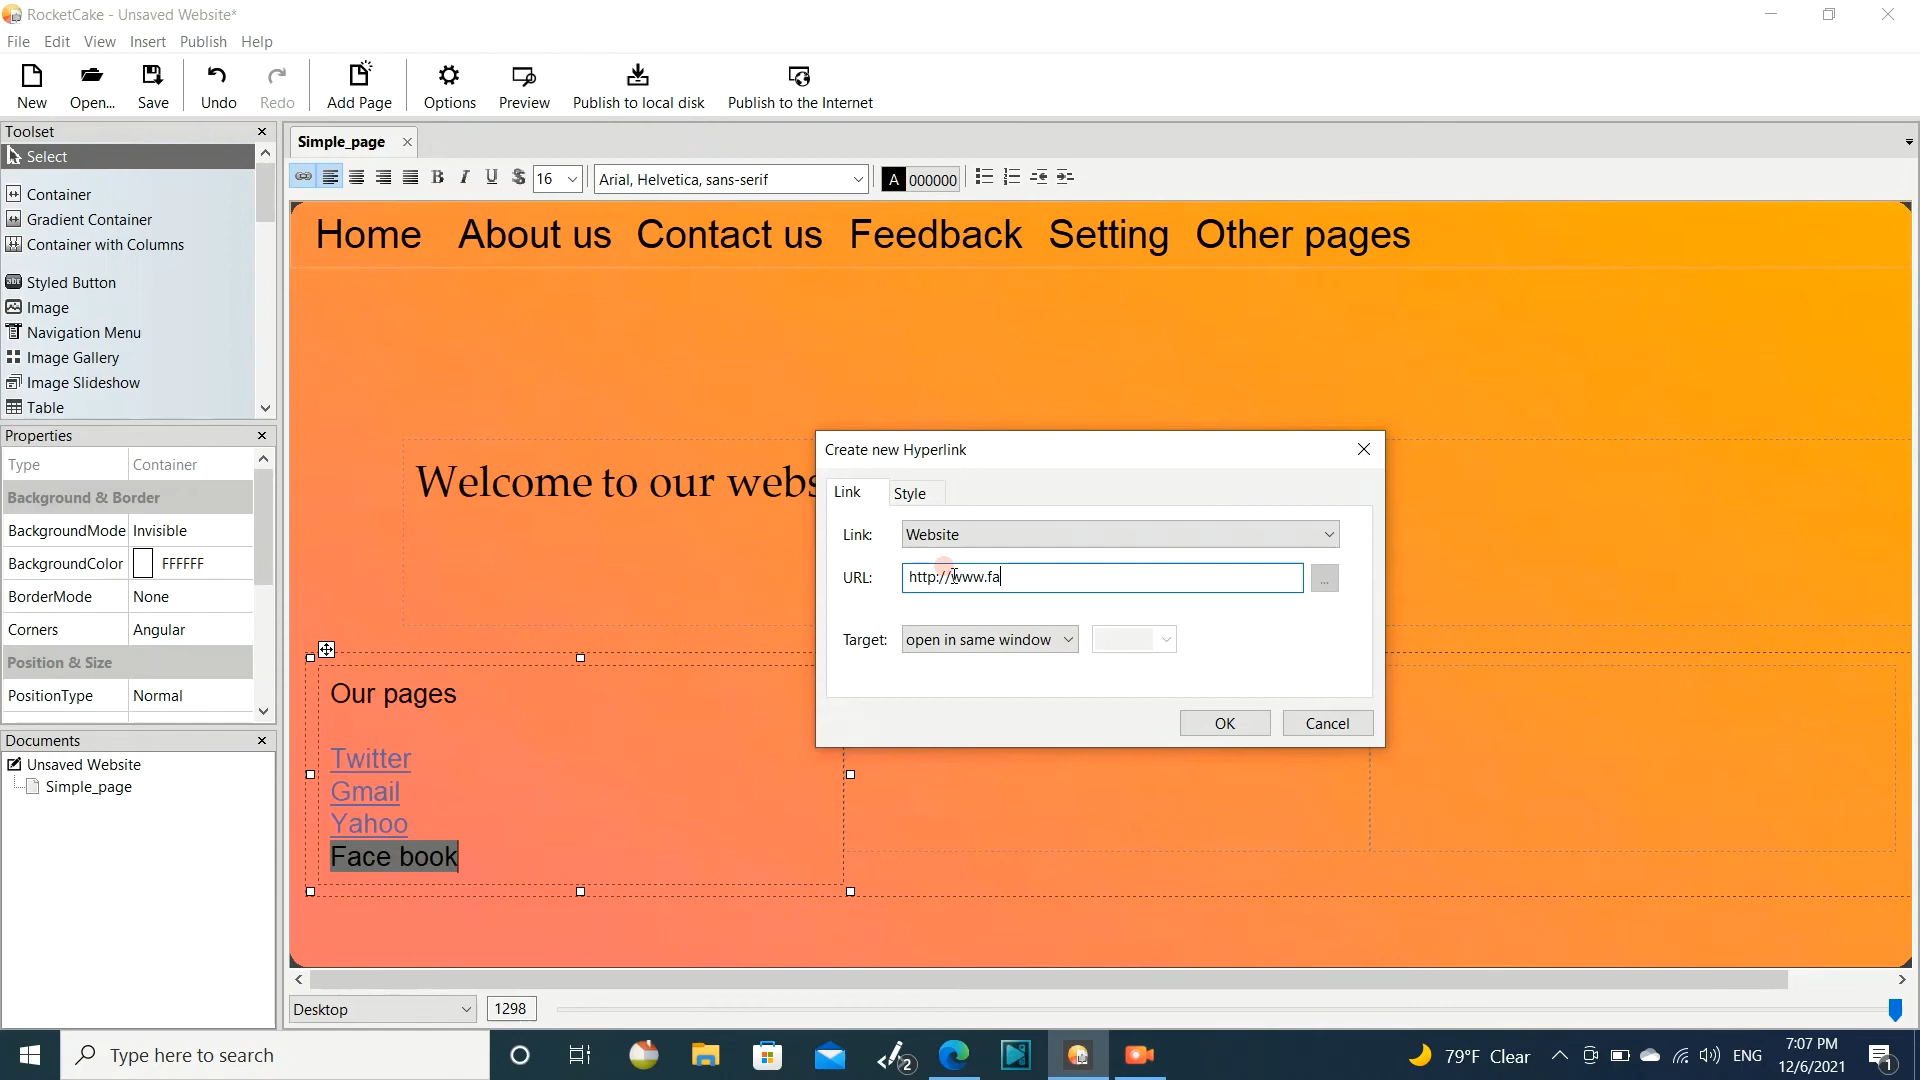 RocketCake - Unsaved Website*
File Edit View Insert Publish Help
New Open... Save Undo Redo Add Page Options Preview Publish to local disk Publish to the Internet
Toolset
Select
Container
Gradient Container
Container with Columns
Styled Button
Image
Navigation Menu
Image Gallery
Image Slideshow
Table
Properties
Type Container
Background & Border
BackgroundMode Invisible
BackgroundColor FFFFFF
BorderMode None
Corners Angular
Position & Size
PositionType Normal
Documents
Unsaved Website
Simple_page
Simple_page
B I U S 16 Arial, Helvetica, sans-serif A 000000
Home About us Contact us Feedback Setting Other pages
Welcome to our webs
Our pages
Twitter
Gmail
Yahoo
Face book
Create new Hyperlink
Link Style
Link: Website
URL: http://www.fa ...
Target: open in same window
OK Cancel
Desktop 1298
Type here to search
2
79°F Clear ENG
7:07 PM
12/6/2021
1